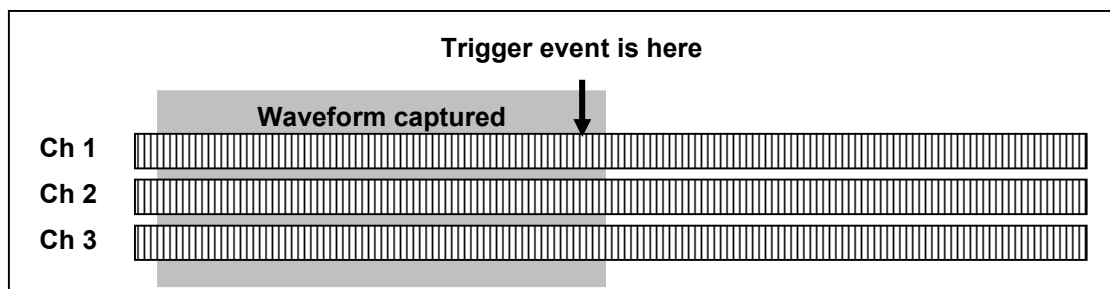 Trigger event is here
Waveform captured
Ch 1
Ch 2
Ch 3